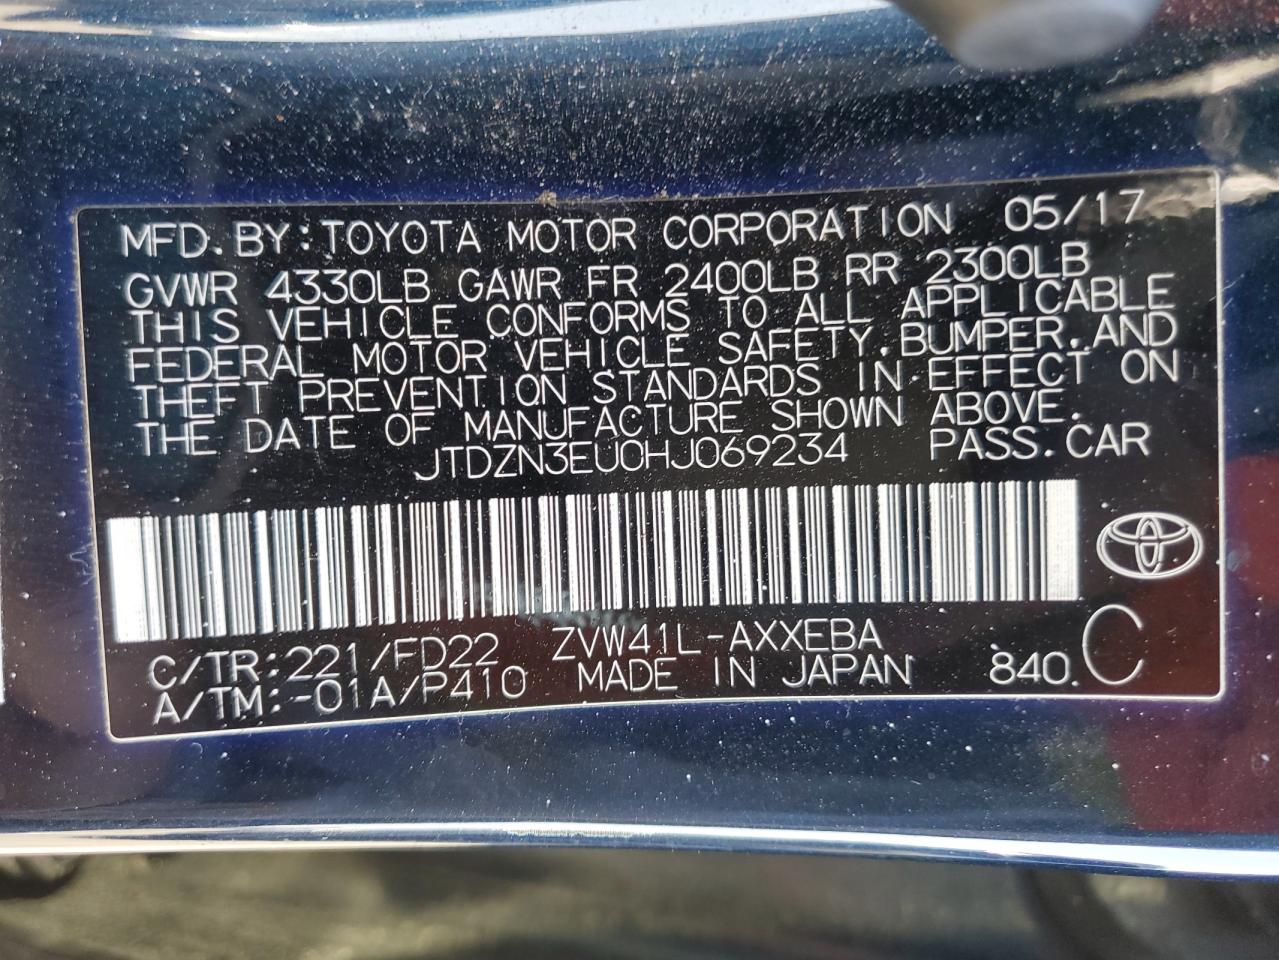 MFD.BY:TOYOTA MOTOR CORPORATION 05/17
GVWR 4330LB GAWR FR 2400LB RR 2300LB
THIS VEHICLE CONFORMS TO ALL APPLICABLE
FEDERAL MOTOR VEHICLE SAFETY,BUMPER,AND
THEFT PREVENTION STANDARDS IN EFFECT ON
THE DATE OF MANUFACTURE SHOWN ABOVE.
JTDZN3EU0HJ069234 PASS.CAR
C/TR:221/FD22 ZVW41L-AXXEBA
A/TM:-01A/P410 MADE IN JAPAN 840 C